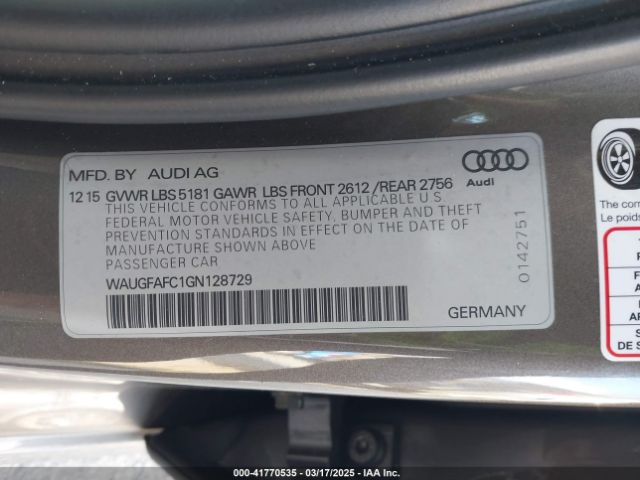 MFD. BY AUDI AG
12 15 GVWR LBS 5181 GAWR LBS FRONT 2612 /REAR 2756
THIS VEHICLE CONFORMS TO ALL APPLICABLE U.S.
FEDERAL MOTOR VEHICLE SAFETY, BUMPER AND THEFT
PREVENTION STANDARDS IN EFFECT ON THE DATE OF
MANUFACTURE SHOWN ABOVE
PASSENGER CAR
WAUGFAFC1GN128729
GERMANY
Audi
0142751
The com
Le poids
DE S
000-41770535 - 03/17/2025 - IAA Inc.